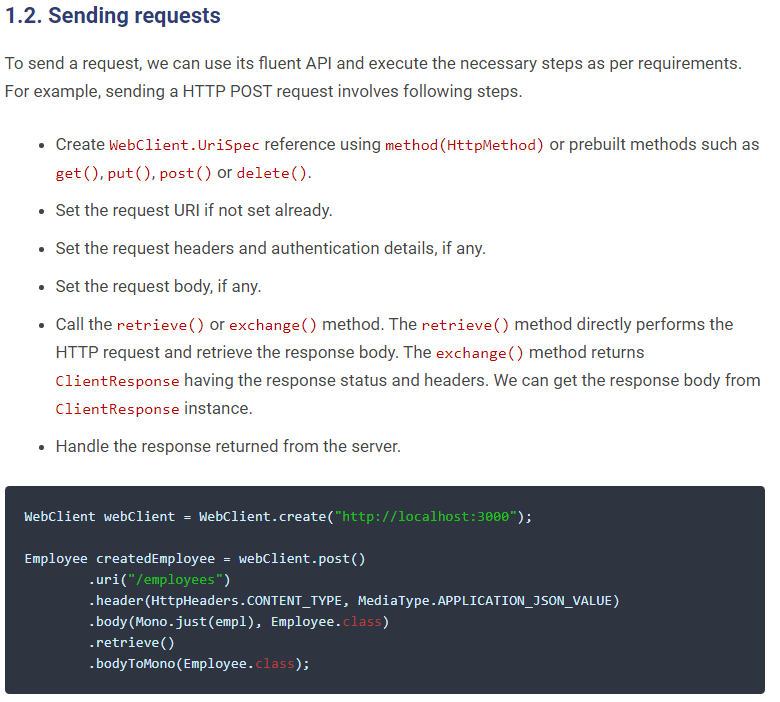 1.2. Sending requests
To send a request, we can use its fluent API and execute the necessary steps as per requirements.
For example, sending a HTTP POST request involves following steps.
• Create WebClient.UriSpec reference using method(HttpMethod) or prebuilt methods such as
get(), put(), post() or delete().
• Set the request URI if not set already.
• Set the request headers and authentication details, if any.
• Set the request body, if any.
• Call the retrieve() or exchange() method. The retrieve() method directly performs the
HTTP request and retrieve the response body. The exchange() method returns
ClientResponse having the response status and headers. We can get the response body from
ClientResponse instance.
• Handle the response returned from the server.
WebClient webClient = WebClient.create("http://localhost:3000");
Employee createdEmployee = webClient.post()
        .uri("/employees")
        .header(HttpHeaders.CONTENT_TYPE, MediaType.APPLICATION_JSON_VALUE)
        .body(Mono.just(empl), Employee.class)
        .retrieve()
        .bodyToMono(Employee.class);